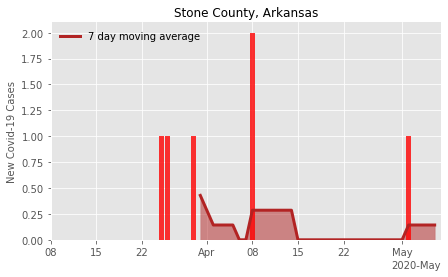 Stone County, Arkansas
7 day moving average
New Covid-19 Cases
2.00
1.75
1.50
1.25
1.00
0.75
0.50
0.25
0.00
08 15 22 Apr 08 15 22 May
2020-May